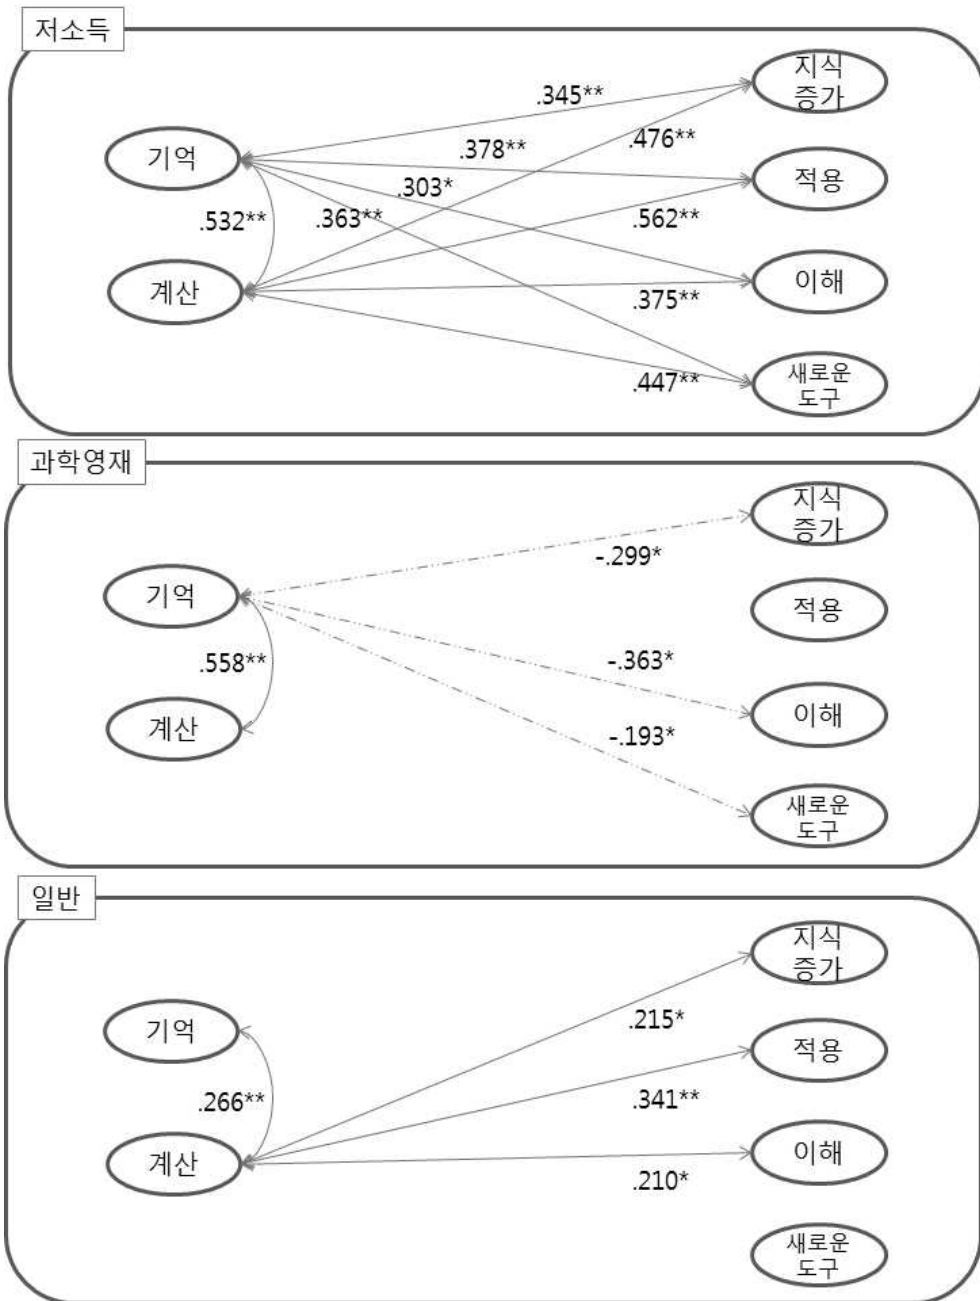 저소득
지식
증가
.345**
.476**
기억
.378**
적용
.303*
.532**
.363**
.562**
계산
이해
.375**
새로운
도구
.447**
과학영재
지식
증가
-.299*
기억
적용
.558**
-.363*
계산
이해
-.193*
새로운
도구
일반
지식
증가
.215*
기억
적용
.266**
.341**
계산
이해
.210*
새로운
도구